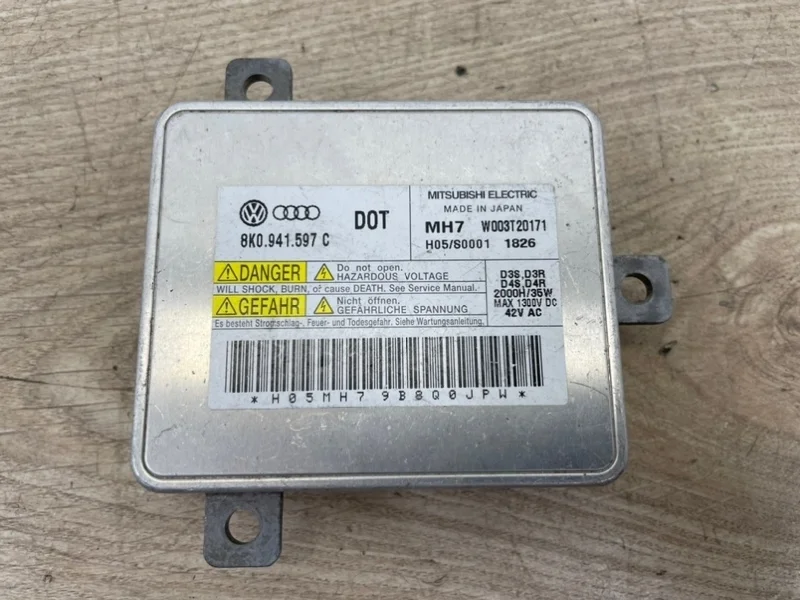 VW
8K0.941.597 C
DOT
MITSUBISHI ELECTRIC
MADE IN JAPAN
MH7 W003T20171
H05/S0001 1826
DANGER Do not open.
HAZARDOUS VOLTAGE
WILL SHOCK, BURN, or cause DEATH. See Service Manual.
GEFAHR Nicht öffnen.
GEFÄHRLICHE SPANNUNG
Es besteht Stromschlag-, Feuer- und Todesgefahr. Siehe Wartungsanleitung.
D3S,D3R
D4S,D4R
2000H/35W
MAX 1300V DC
42V AC
*H05MH79B8Q0JPW*